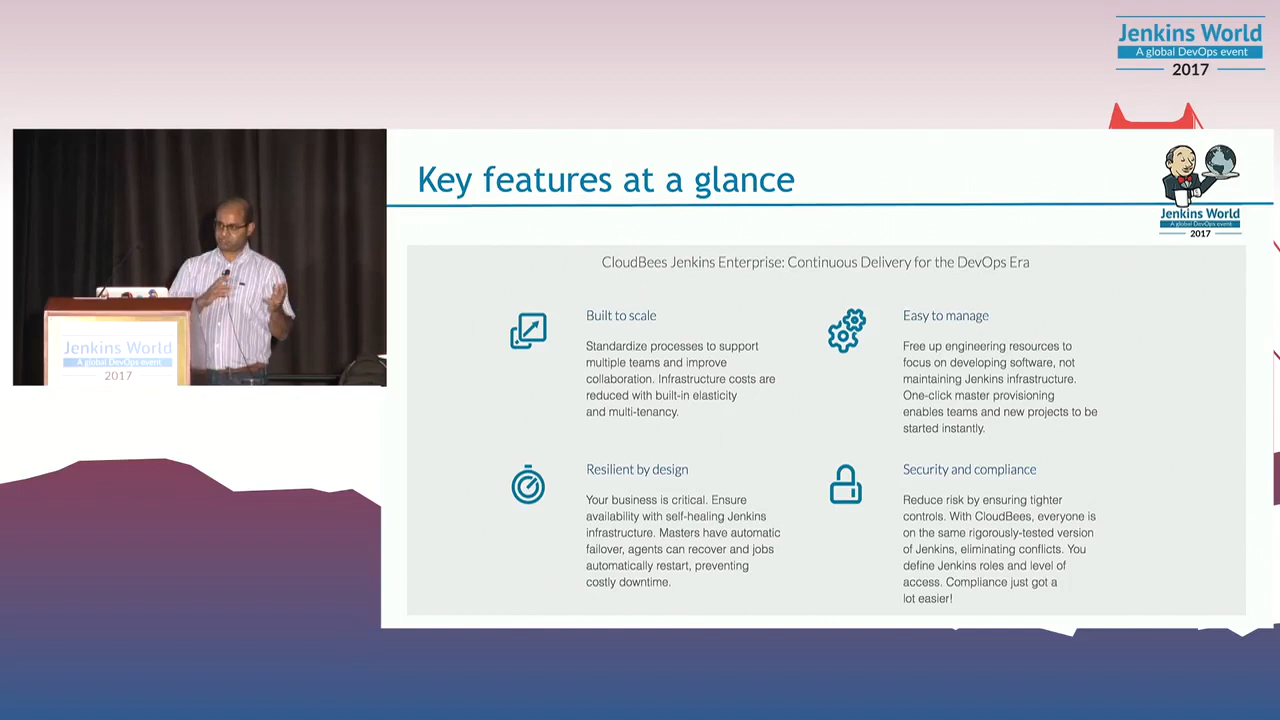 Jenkins World
A global DevOps event
2017
Key features at a glance
Jenkins World
A global DevOps event
2017
CloudBees Jenkins Enterprise: Continuous Delivery for the DevOps Era
Built to scale
Standardize processes to support
multiple teams and improve
collaboration. Infrastructure costs are
reduced with built-in elasticity
and multi-tenancy.
Easy to manage
Free up engineering resources to
focus on developing software, not
maintaining Jenkins infrastructure.
One-click master provisioning
enables teams and new projects to be
started instantly.
Resilient by design
Your business is critical. Ensure
availability with self-healing Jenkins
infrastructure. Masters have automatic
failover, agents can recover and jobs
automatically restart, preventing
costly downtime.
Security and compliance
Reduce risk by ensuring tighter
controls. With CloudBees, everyone is
on the same rigorously-tested version
of Jenkins, eliminating conflicts. You
define Jenkins roles and level of
access. Compliance just got a
lot easier!
Jenkins World
A global DevOps event
2017